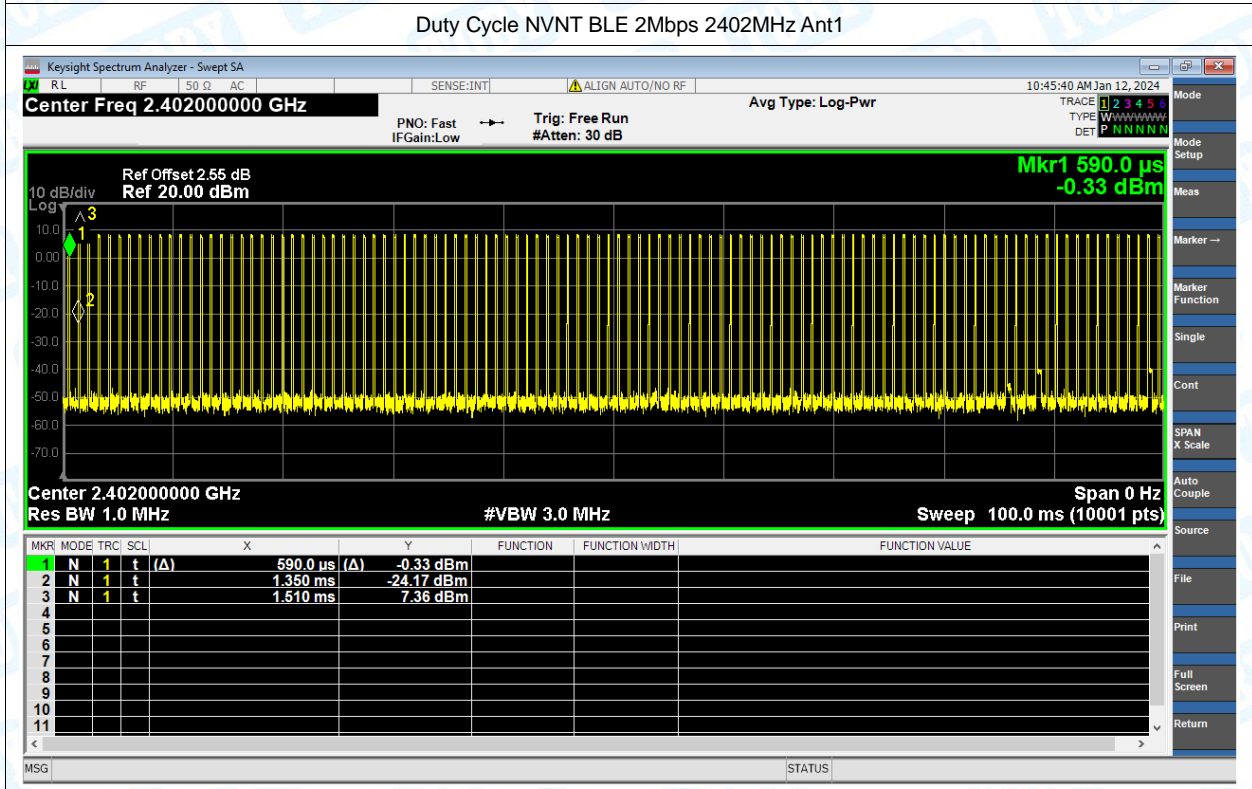 Duty Cycle NVNT BLE 2Mbps 2402MHz Ant1
Keysight Spectrum Analyzer - Swept SA
LXI RL RF 50 Ω AC SENSE:INT ALIGN AUTO/NO RF 10:45:40 AM Jan 12, 2024
Center Freq 2.402000000 GHz Avg Type: Log-Pwr TRACE 1 2 3 4 5 6
PNO: Fast Trig: Free Run TYPE WWWWWW
IFGain:Low #Atten: 30 dB DET P N N N N N
Mode
Mode Setup
Meas
Marker →
Marker Function
Single
Cont
SPAN X Scale
Auto Couple
Source
File
Print
Full Screen
Return
Mkr1 590.0 µs
-0.33 dBm
Ref Offset 2.55 dB
10 dB/div Ref 20.00 dBm
Log
3
1
2
10.0
0.00
-10.0
-20.0
-30.0
-40.0
-50.0
-60.0
-70.0
Center 2.402000000 GHz Span 0 Hz
Res BW 1.0 MHz #VBW 3.0 MHz Sweep 100.0 ms (10001 pts)
MKR MODE TRC SCL X Y FUNCTION FUNCTION WIDTH FUNCTION VALUE
1 N 1 t (Δ) 590.0 µs (Δ) -0.33 dBm
2 N 1 t 1.350 ms -24.17 dBm
3 N 1 t 1.510 ms 7.36 dBm
4
5
6
7
8
9
10
11
MSG STATUS